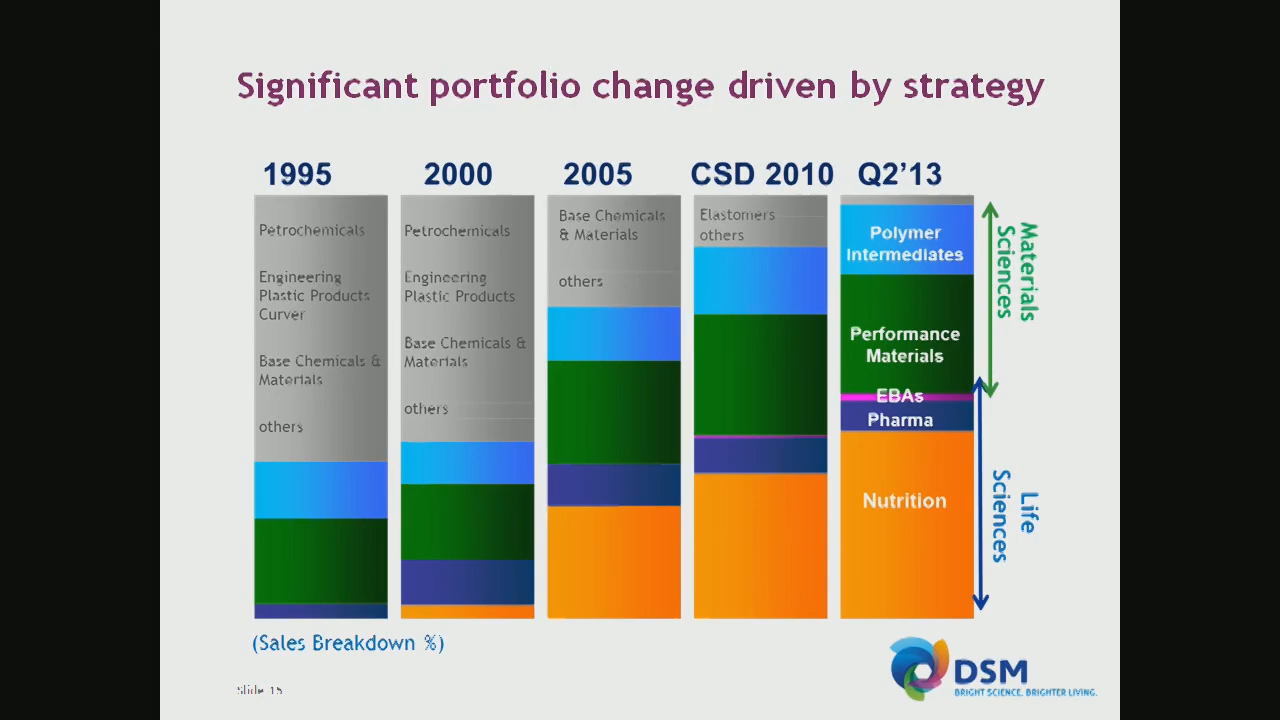 Significant portfolio change driven by strategy
1995
2000
2005
CSD 2010
Q2’13
Petrochemicals
Engineering
Plastic Products
Curver
Base Chemicals &
Materials
others
Petrochemicals
Engineering
Plastic Products
Base Chemicals &
Materials
others
Base Chemicals
& Materials
others
Elastomers
others
Polymer
Intermediates
Performance
Materials
EBAs
Pharma
Nutrition
Materials
Sciences
Life
Sciences
(Sales Breakdown %)
Slide 15
DSM
BRIGHT SCIENCE. BRIGHTER LIVING.